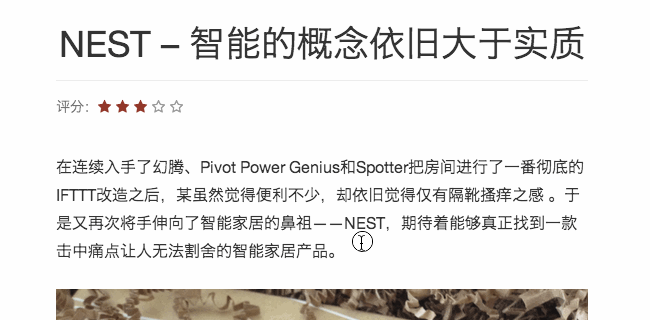 NEST – 智能的概念依旧大于实质
评分：
在连续入手了幻腾、Pivot Power Genius和Spotter把房间进行了一番彻底的
IFTTT改造之后，某虽然觉得便利不少，却依旧觉得仅有隔靴搔痒之感 。于
是又再次将手伸向了智能家居的鼻祖——NEST，期待着能够真正找到一款
击中痛点让人无法割舍的智能家居产品。